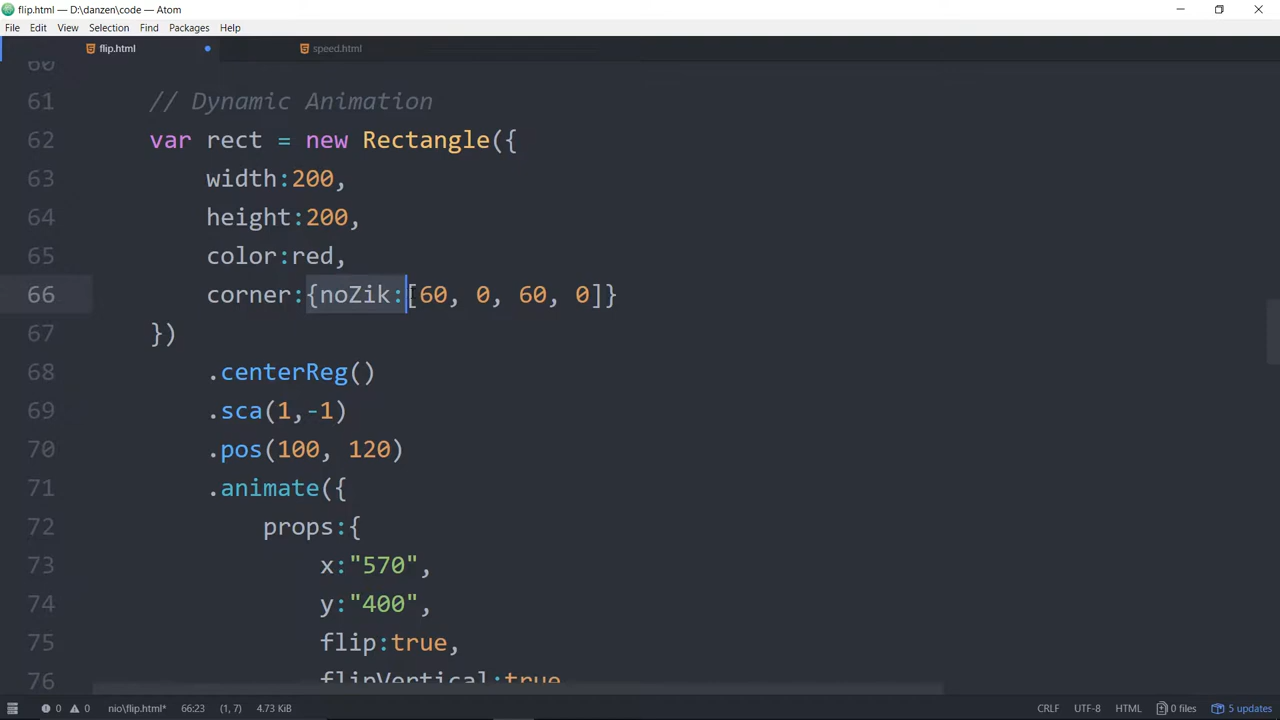 flip.html — D:\danzen\code — Atom
File Edit View Selection Find Packages Help
flip.html speed.html
60
61 // Dynamic Animation
62 var rect = new Rectangle({
63 width:200,
64 height:200,
65 color:red,
66 corner:{noZik:[60, 0, 60, 0]}
67 })
68 .centerReg()
69 .sca(1,-1)
70 .pos(100, 120)
71 .animate({
72 props:{
73 x:"570",
74 y:"400",
75 flip:true,
76 flipVertical:true
0 0 nio\flip.html* 66:23 (1, 7) 4.73 KiB CRLF UTF-8 HTML 0 files 5 updates